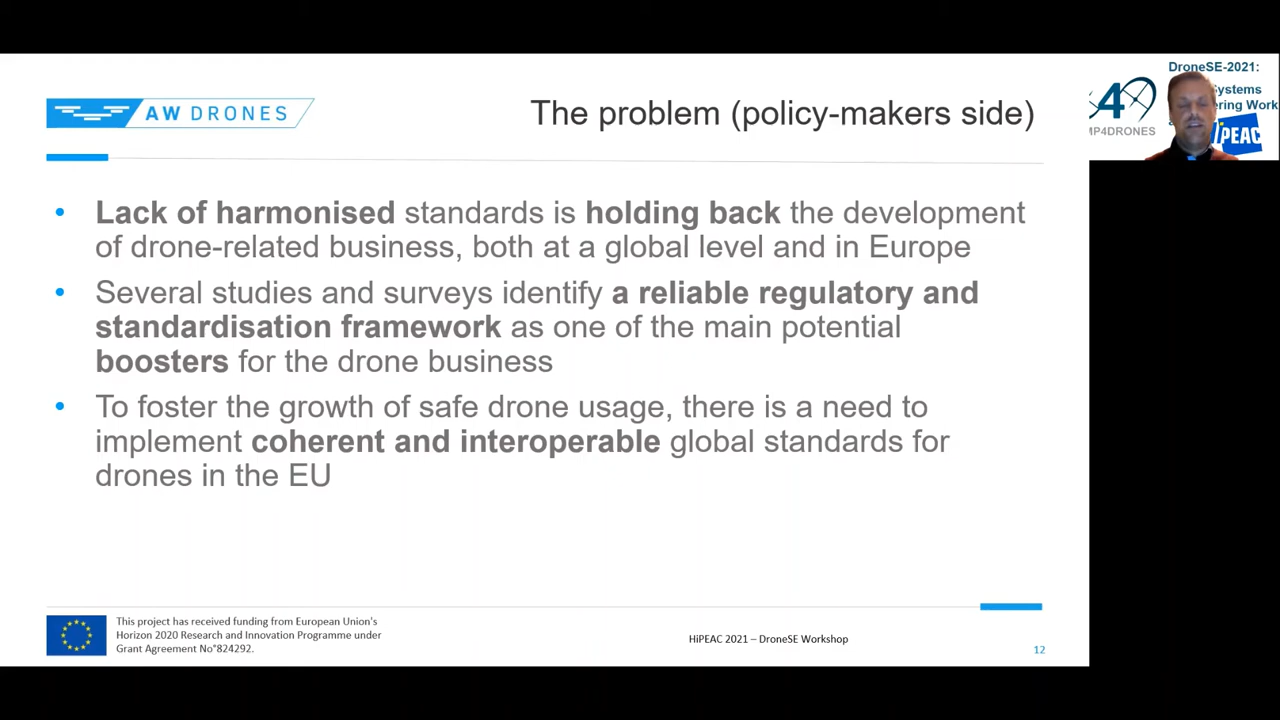 AW DRONES
The problem (policy-makers side)
• Lack of harmonised standards is holding back the development
of drone-related business, both at a global level and in Europe
• Several studies and surveys identify a reliable regulatory and
standardisation framework as one of the main potential
boosters for the drone business
• To foster the growth of safe drone usage, there is a need to
implement coherent and interoperable global standards for
drones in the EU
This project has received funding from European Union's
Horizon 2020 Research and Innovation Programme under
Grant Agreement No°824292.
HiPEAC 2021 – DroneSE Workshop
12
DroneSE-2021:
ystems
ering Work
4
MP4DRONES
HiPEAC